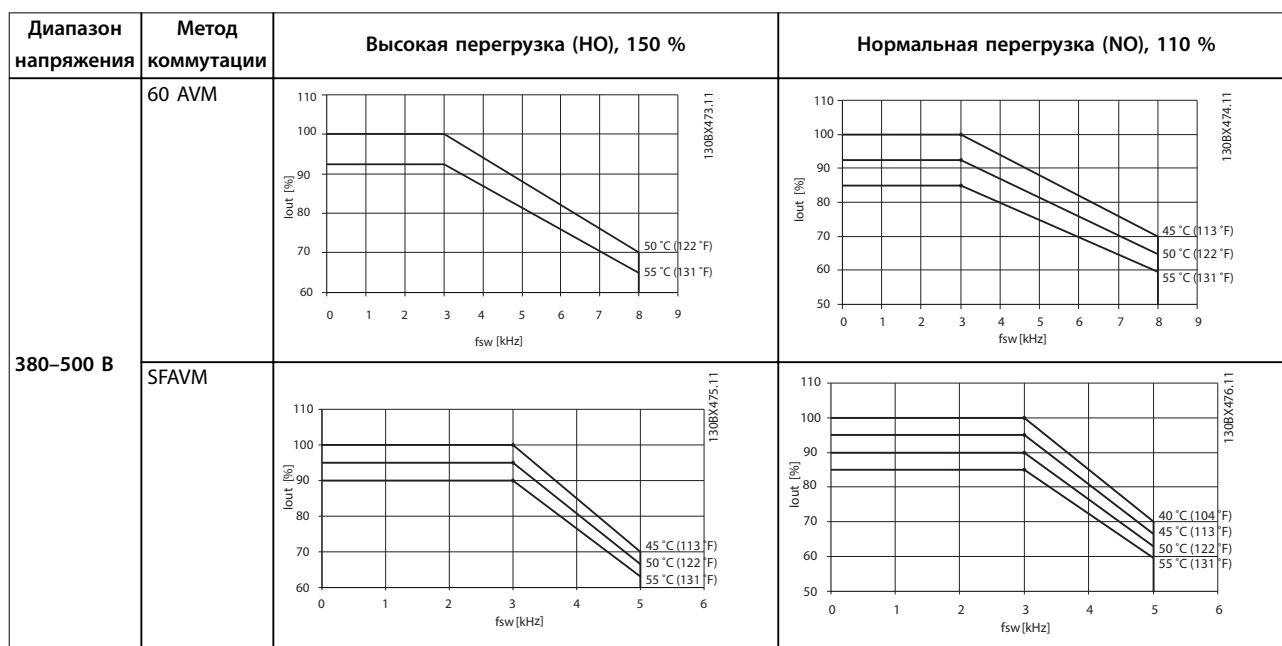 Диапазон напряжения
Метод коммутации
Высокая перегрузка (HO), 150 %
Нормальная перегрузка (NO), 110 %
380–500 В
60 AVM
110
100
90
80
70
60
Iout [%]
0 1 2 3 4 5 6 7 8 9
fsw [kHz]
50 ˚C (122 ˚F)
55 ˚C (131 ˚F)
130BX473.11
110
100
90
80
70
60
50
Iout [%]
0 1 2 3 4 5 6 7 8 9
fsw [kHz]
45 ˚C (113 ˚F)
50 ˚C (122 ˚F)
55 ˚C (131 ˚F)
130BX474.11
SFAVM
110
100
90
80
70
60
Iout [%]
0 1 2 3 4 5 6
fsw [kHz]
45 ˚C (113 ˚F)
50 ˚C (122 ˚F)
55 ˚C (131 ˚F)
130BX475.11
110
100
90
80
70
60
50
Iout [%]
0 1 2 3 4 5 6
fsw [kHz]
40 ˚C (104 ˚F)
45 ˚C (113 ˚F)
50 ˚C (122 ˚F)
55 ˚C (131 ˚F)
130BX476.11